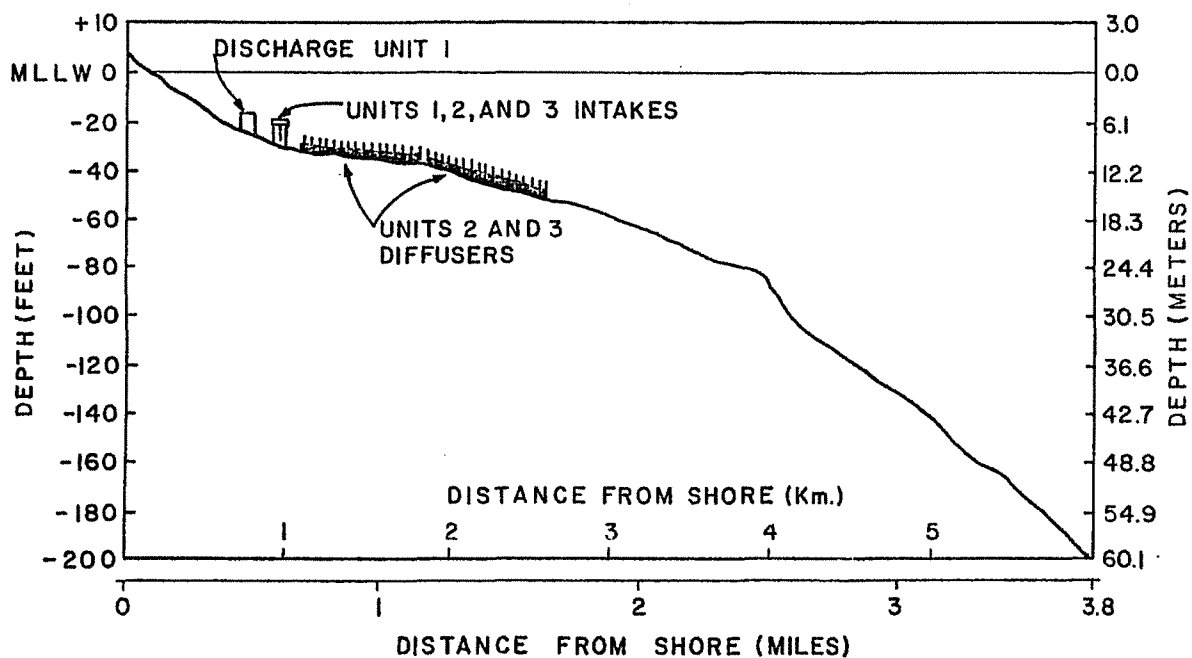 +10
MLLW 0
-20
-40
-60
-80
-100
-120
-140
-160
-180
-200
DEPTH (FEET)
DISCHARGE UNIT 1
UNITS 1, 2, AND 3 INTAKES
UNITS 2 AND 3
DIFFUSERS
3.0
0.0
6.1
12.2
18.3
24.4
30.5
36.6
42.7
48.8
54.9
60.1
DEPTH (METERS)
DISTANCE FROM SHORE (Km.)
1 2 3 4 5
0 1 2 3 3.8
DISTANCE FROM SHORE (MILES)